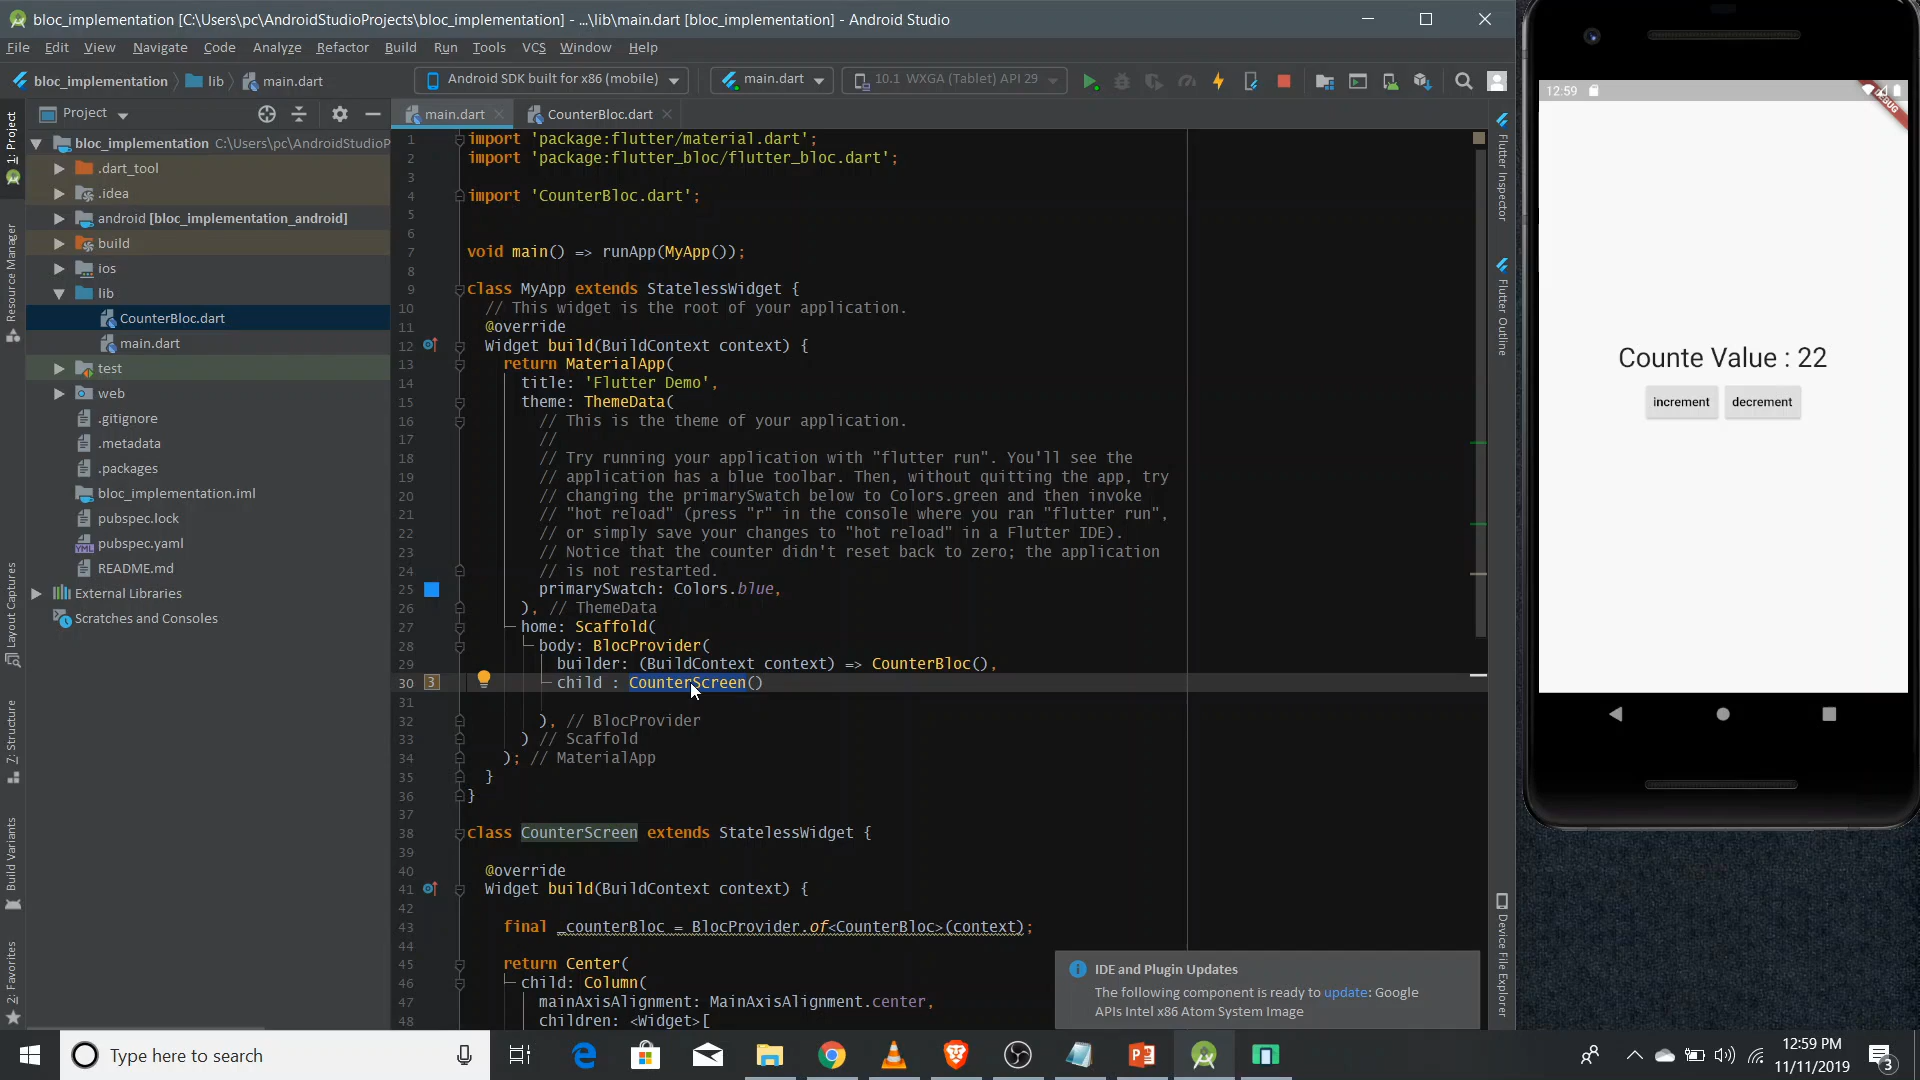 bloc_implementation [C:\Users\pc\AndroidStudioProjects\bloc_implementation] - ...\lib\main.dart [bloc_implementation] - Android Studio
File Edit View Navigate Code Analyze Refactor Build Run Tools VCS Window Help
bloc_implementation lib main.dart
Android SDK built for x86 (mobile)
main.dart
10.1 WXGA (Tablet) API 29
Project
main.dart
CounterBloc.dart
1: Project
Resource Manager
Layout Captures
7: Structure
Build Variants
2: Favorites
bloc_implementation C:\Users\pc\AndroidStudioP
.dart_tool
.idea
android [bloc_implementation_android]
build
ios
lib
CounterBloc.dart
main.dart
test
web
.gitignore
.metadata
.packages
bloc_implementation.iml
pubspec.lock
pubspec.yaml
README.md
External Libraries
Scratches and Consoles
1 import 'package:flutter/material.dart';
2 import 'package:flutter_bloc/flutter_bloc.dart';
3
4 import 'CounterBloc.dart';
5
6
7 void main() => runApp(MyApp());
8
9 class MyApp extends StatelessWidget {
10 // This widget is the root of your application.
11 @override
12 Widget build(BuildContext context) {
13 return MaterialApp(
14 title: 'Flutter Demo',
15 theme: ThemeData(
16 // This is the theme of your application.
17 //
18 // Try running your application with "flutter run". You'll see the
19 // application has a blue toolbar. Then, without quitting the app, try
20 // changing the primarySwatch below to Colors.green and then invoke
21 // "hot reload" (press "r" in the console where you ran "flutter run",
22 // or simply save your changes to "hot reload" in a Flutter IDE).
23 // Notice that the counter didn't reset back to zero; the application
24 // is not restarted.
25 primarySwatch: Colors.blue,
26 ), // ThemeData
27 home: Scaffold(
28 body: BlocProvider(
29 builder: (BuildContext context) => CounterBloc(),
30 3 child : CounterScreen()
31
32 ), // BlocProvider
33 ) // Scaffold
34 ); // MaterialApp
35 }
36 }
37
38 class CounterScreen extends StatelessWidget {
39
40 @override
41 Widget build(BuildContext context) {
42
43 final _counterBloc = BlocProvider.of<CounterBloc>(context);
44
45 return Center(
46 child: Column(
47 mainAxisAlignment: MainAxisAlignment.center,
48 children: <Widget>[
IDE and Plugin Updates
The following component is ready to update: Google
APIs Intel x86 Atom System Image
Flutter Inspector
Flutter Outline
Device File Explorer
12:59
DEBUG
Counte Value : 22
increment decrement
Type here to search
12:59 PM
11/11/2019
3